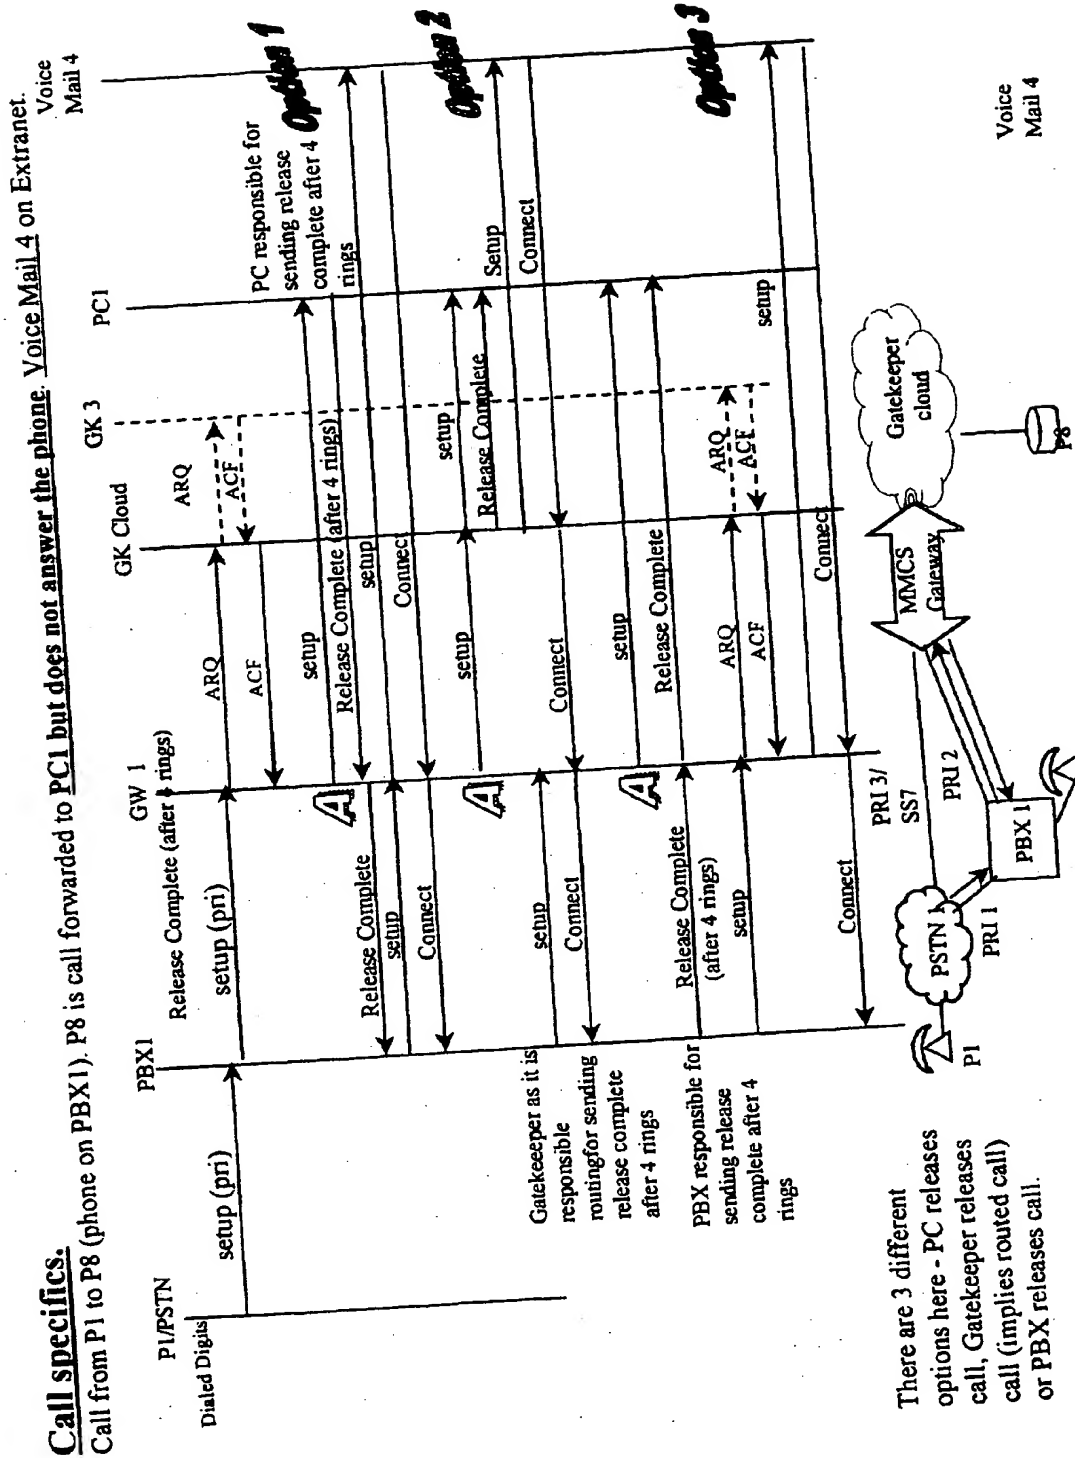 Call specifics.
Call from P1 to P8 (phone on PBX1). P8 is call forwarded to PC1 but does not answer the phone. Voice Mail 4 on Extranet.
P1/PSTN
PBX1
GW 1
GK Cloud
GK 3
PC1
Voice
Mail 4
Dialed Digits
Release Complete (after 4 rings)
setup (pri)
setup (pri)
ARQ
ACF
ARQ
ACF
PC responsible for
sending release
complete after 4
rings
Option 1
setup
Release Complete (after 4 rings)
A
Release Complete
setup
setup
Connect
Connect
Option 2
setup
setup
A
Release Complete
Setup
Connect
Connect
setup
Connect
Gatekeeeper as it is
responsible
routingfor sending
release complete
after 4 rings
Option 3
setup
A
Release Complete
Release Complete
(after 4 rings)
PBX responsible for
sending release
complete after 4
rings
setup
ARQ
ACF
ARQ
ACF
setup
Connect
Connect
There are 3 different
options here - PC releases
call, Gatekeeper releases
call (implies routed call)
or PBX releases call.
P1
PSTN 1
PRI 1
PRI 3/
SS7
PRI 2
PBX 1
MMCS
Gateway
Gatekeeper
cloud
P8
Voice
Mail 4